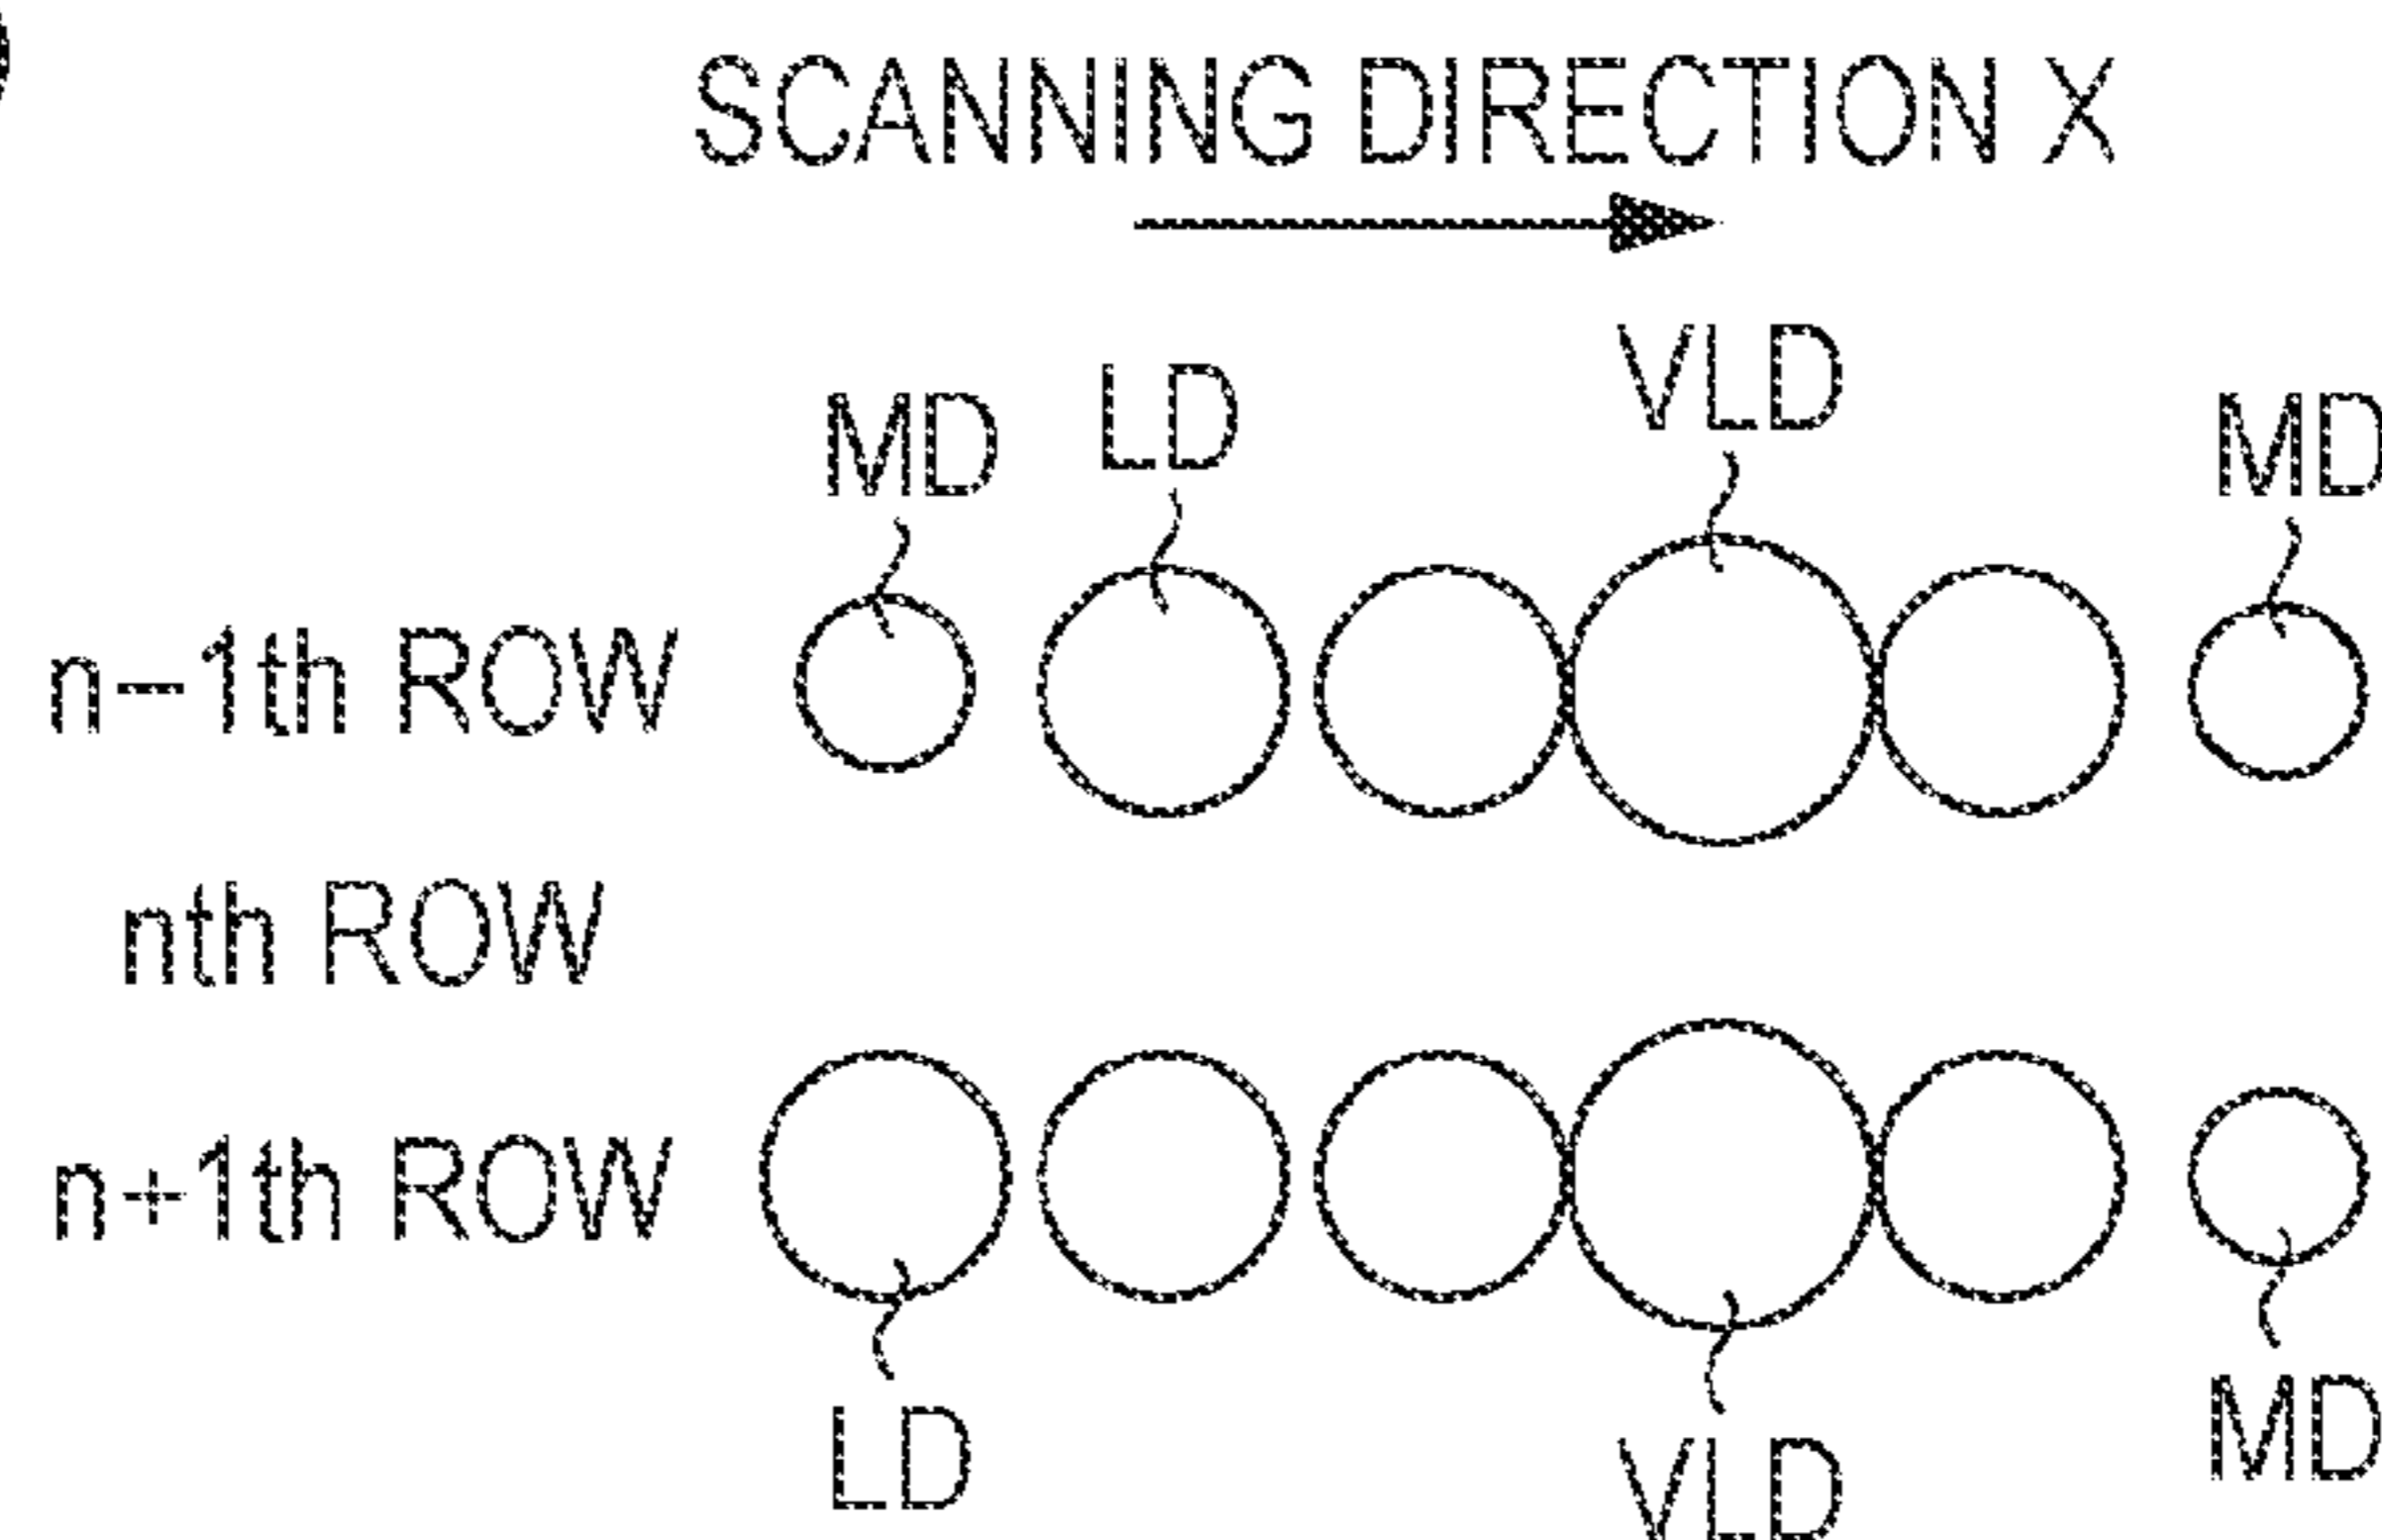 SCANNING DIRECTION X
MD LD VLD MD
n−1th ROW
nth ROW
n+1th ROW
LD VLD MD